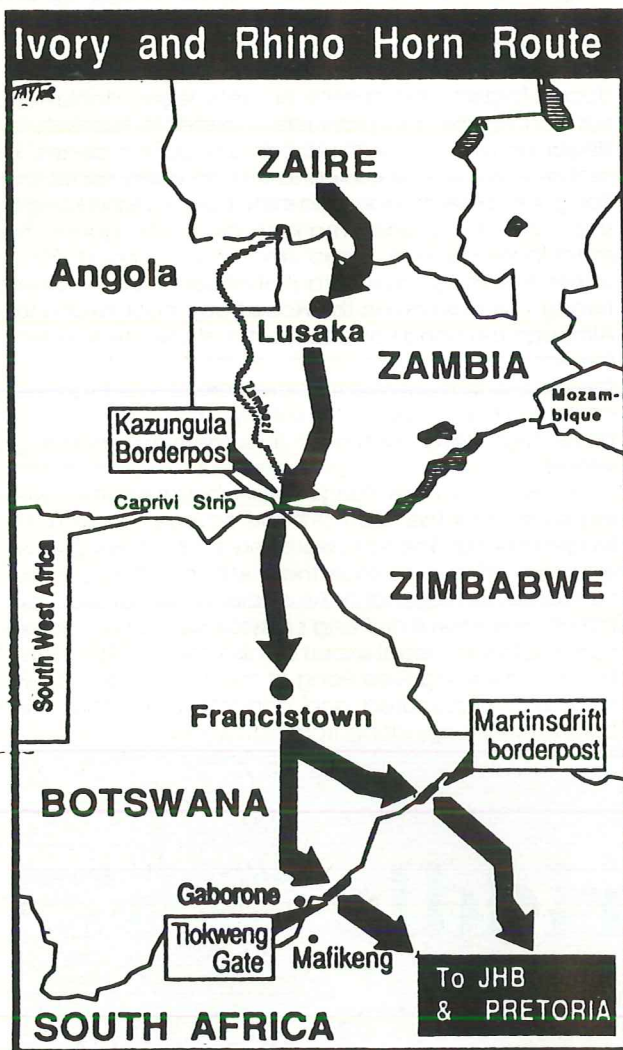 Ivory and Rhino Horn Route
ZAIRE
Angola
Lusaka
ZAMBIA
Mozam-
bique
Zambezi
Kazungula
Borderpost
Caprivi Strip
ZIMBABWE
South West Africa
Francistown
Martinsdrift
borderpost
BOTSWANA
Gaborone
Tlokweng
Gate
Mafikeng
To JHB
& PRETORIA
SOUTH AFRICA